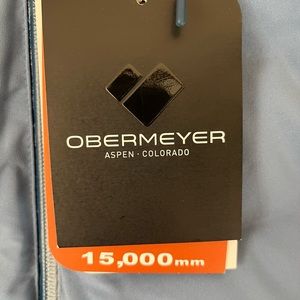 OBERMEYER
ASPEN · COLORADO
15,000mm